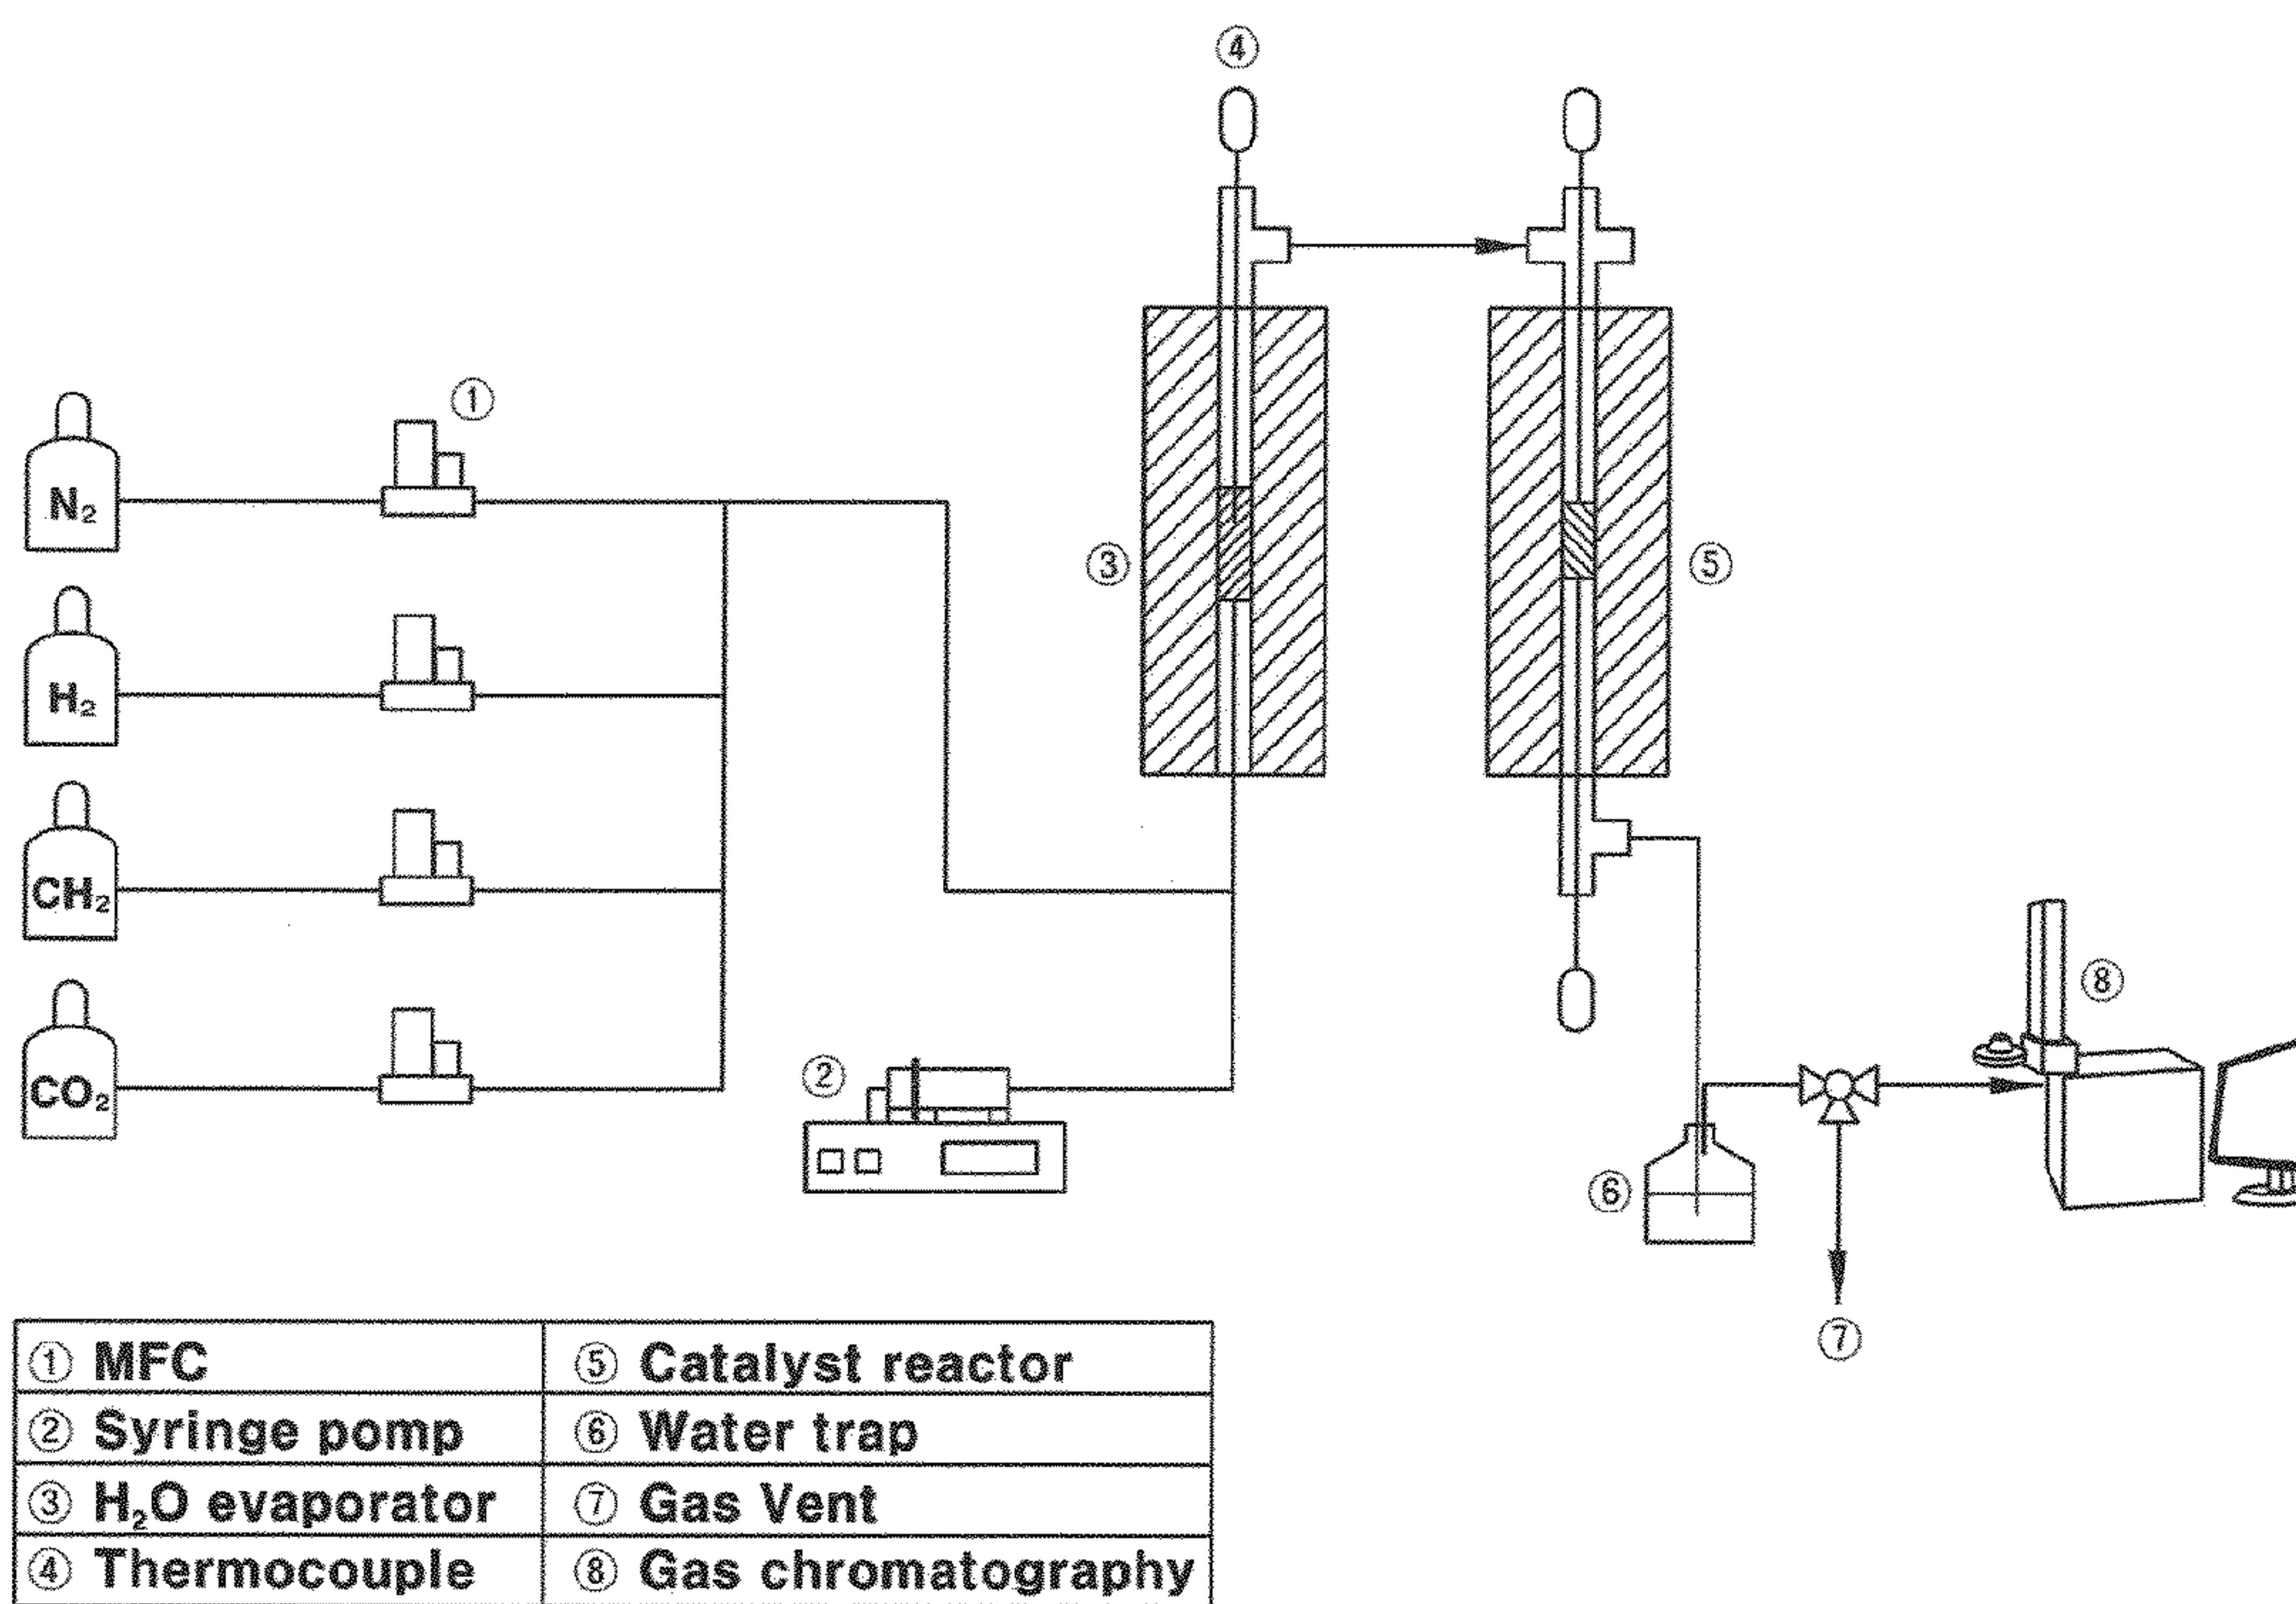 ④
①
N₂
③
⑤
H₂
CH₂
⑧
②
CO₂
⑥
⑦
① MFC
⑤ Catalyst reactor
② Syringe pomp
⑥ Water trap
③ H₂O evaporator
⑦ Gas Vent
④ Thermocouple
⑧ Gas chromatography